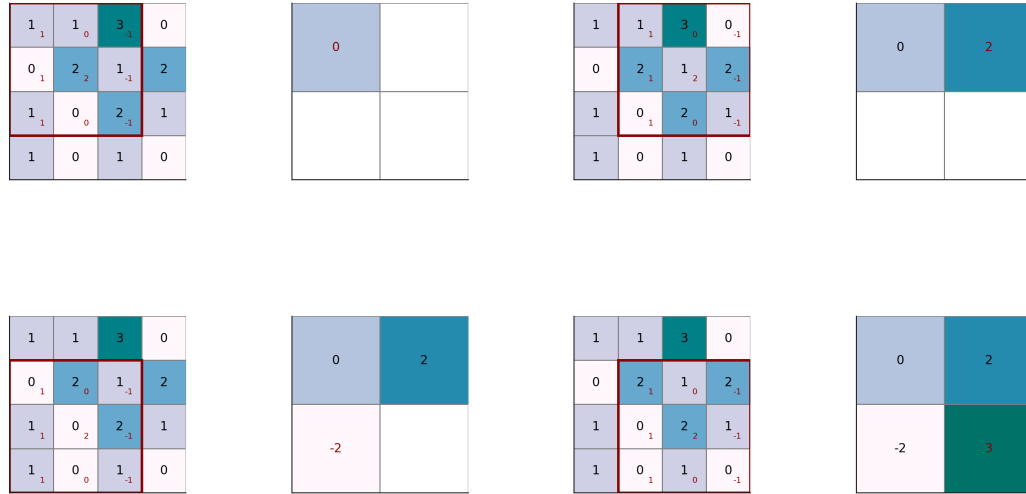 1 1 1 0 3 -1 0
0 1 2 2 1 -1 2
1 1 0 0 2 -1 1
1 0 1 0
0
1 1 1 3 0 0 -1
0 2 1 1 2 2 -1
1 0 1 2 0 1 -1
1 0 1 0
0 2
1 1 3 0
0 1 2 0 1 -1 2
1 1 0 2 2 -1 1
1 1 0 0 1 -1 0
0 2
-2
1 1 3 0
0 2 1 1 0 2 -1
1 0 1 2 2 1 -1
1 0 1 1 0 0 -1
0 2
-2 3